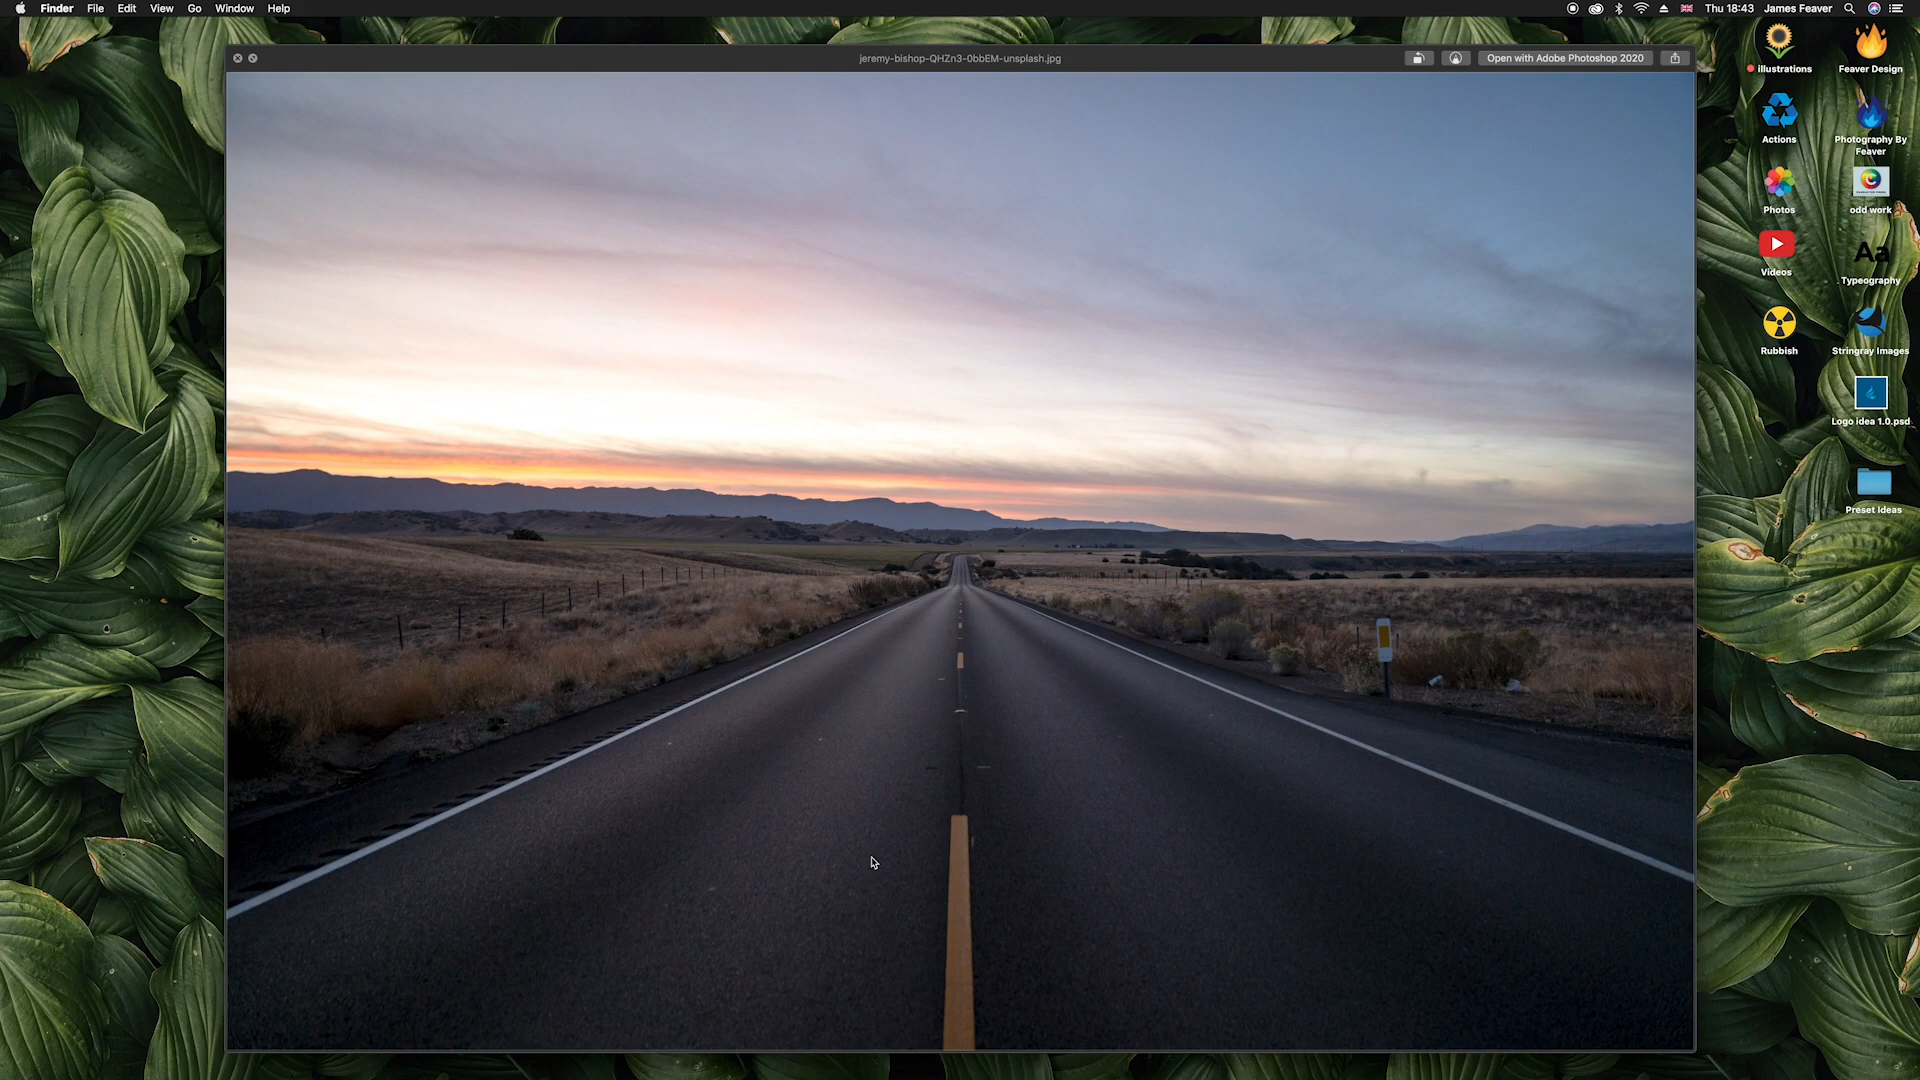 Finder File Edit View Go Window Help
Thu 18:43 James Feaver
jeremy-bishop-QHZn3-0bbEM-unsplash.jpg
Open with Adobe Photoshop 2020
illustrations
Feaver Design
Actions
Photography By
Feaver
Photos
odd work
Videos
Aa
Typeography
Rubbish
Stringray Images
Logo idea 1.0.psd
Preset Ideas